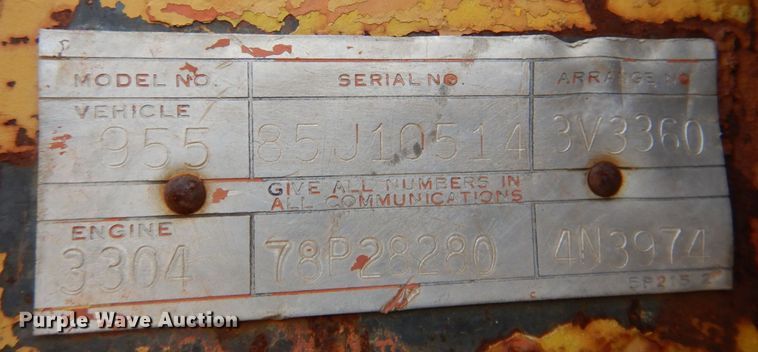 MODEL NO. SERIAL NO. ARRANGE NO.
VEHICLE
955 85J10514 3V3360
GIVE ALL NUMBERS IN
ALL COMMUNICATIONS
ENGINE
3304 78P28280 4N3974
Purple Wave Auction